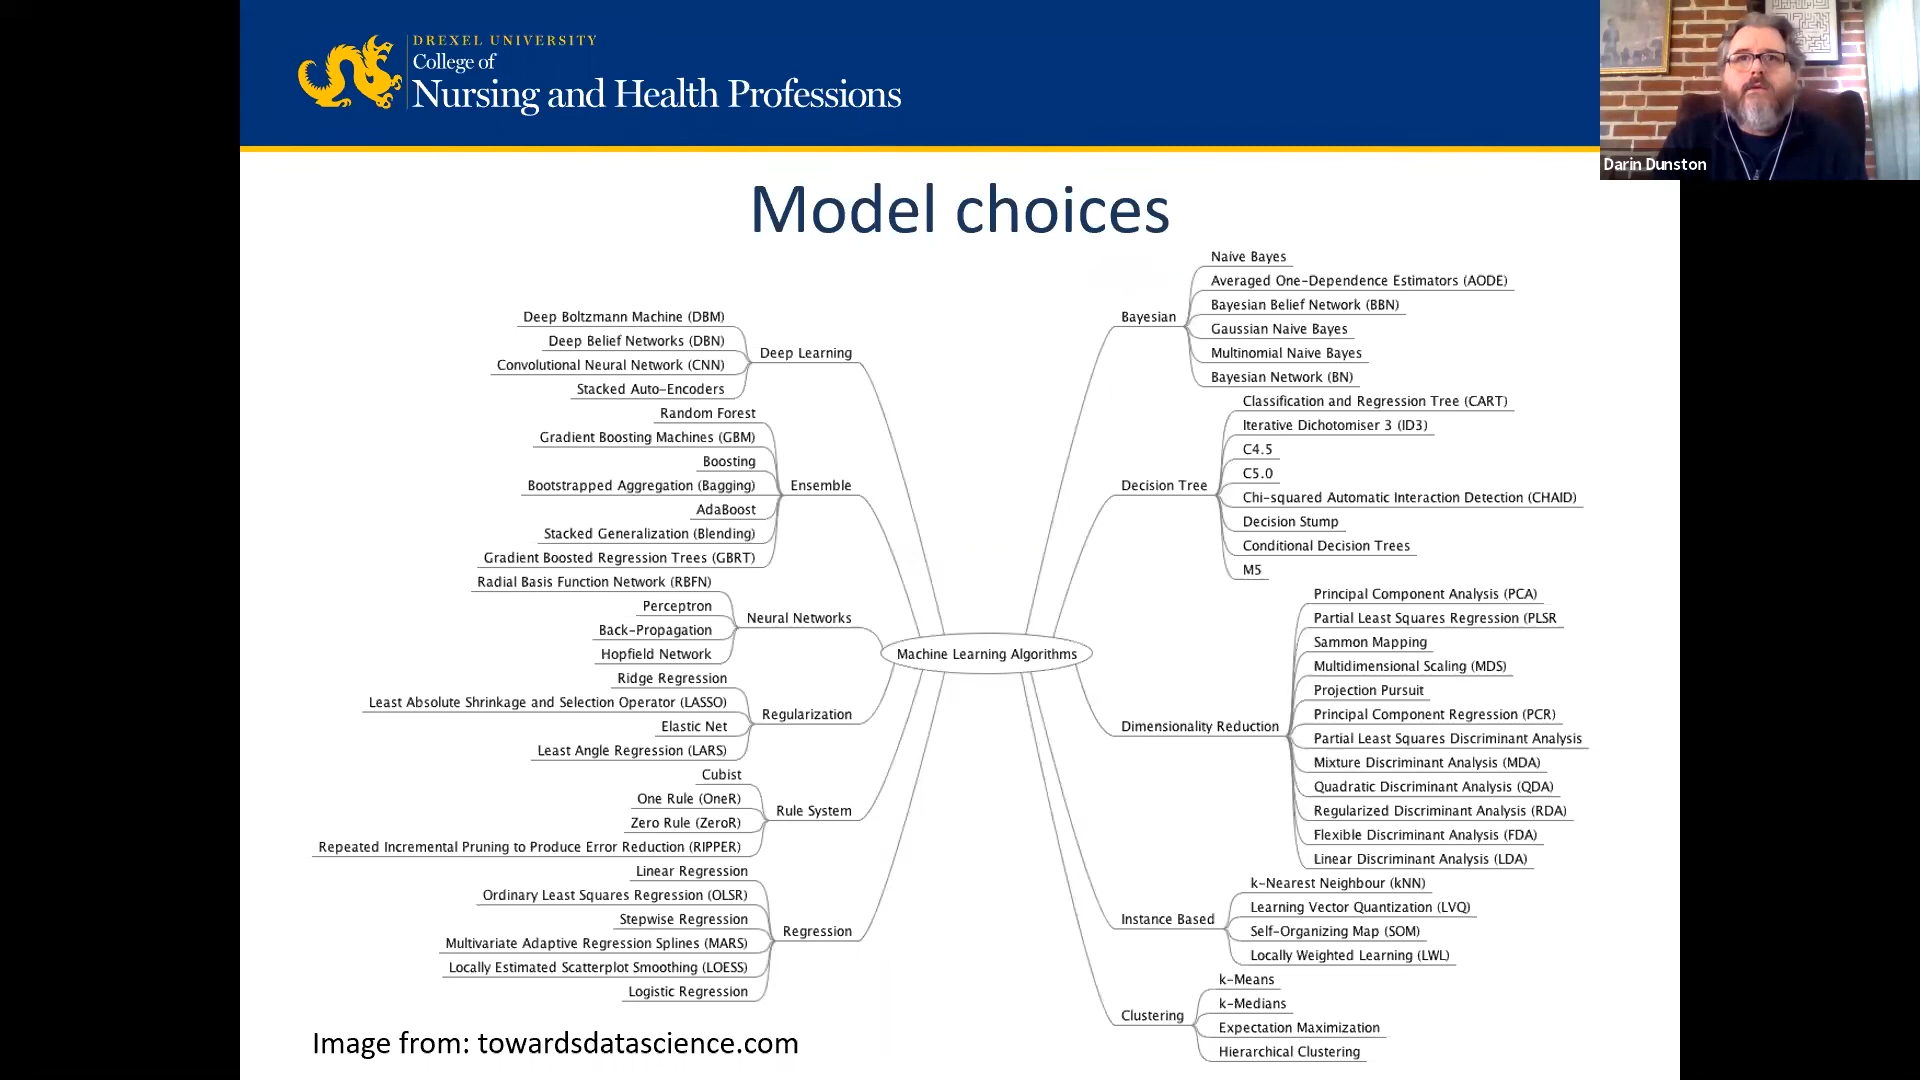 DREXEL UNIVERSITY
College of
Nursing and Health Professions
Darin Dunston
Model choices
Machine Learning Algorithms
Deep Learning
Deep Boltzmann Machine (DBM)
Deep Belief Networks (DBN)
Convolutional Neural Network (CNN)
Stacked Auto-Encoders
Ensemble
Random Forest
Gradient Boosting Machines (GBM)
Boosting
Bootstrapped Aggregation (Bagging)
AdaBoost
Stacked Generalization (Blending)
Gradient Boosted Regression Trees (GBRT)
Neural Networks
Radial Basis Function Network (RBFN)
Perceptron
Back-Propagation
Hopfield Network
Regularization
Ridge Regression
Least Absolute Shrinkage and Selection Operator (LASSO)
Elastic Net
Least Angle Regression (LARS)
Rule System
Cubist
One Rule (OneR)
Zero Rule (ZeroR)
Repeated Incremental Pruning to Produce Error Reduction (RIPPER)
Regression
Linear Regression
Ordinary Least Squares Regression (OLSR)
Stepwise Regression
Multivariate Adaptive Regression Splines (MARS)
Locally Estimated Scatterplot Smoothing (LOESS)
Logistic Regression
Bayesian
Naive Bayes
Averaged One-Dependence Estimators (AODE)
Bayesian Belief Network (BBN)
Gaussian Naive Bayes
Multinomial Naive Bayes
Bayesian Network (BN)
Decision Tree
Classification and Regression Tree (CART)
Iterative Dichotomiser 3 (ID3)
C4.5
C5.0
Chi-squared Automatic Interaction Detection (CHAID)
Decision Stump
Conditional Decision Trees
M5
Dimensionality Reduction
Principal Component Analysis (PCA)
Partial Least Squares Regression (PLSR
Sammon Mapping
Multidimensional Scaling (MDS)
Projection Pursuit
Principal Component Regression (PCR)
Partial Least Squares Discriminant Analysis
Mixture Discriminant Analysis (MDA)
Quadratic Discriminant Analysis (QDA)
Regularized Discriminant Analysis (RDA)
Flexible Discriminant Analysis (FDA)
Linear Discriminant Analysis (LDA)
Instance Based
k-Nearest Neighbour (kNN)
Learning Vector Quantization (LVQ)
Self-Organizing Map (SOM)
Locally Weighted Learning (LWL)
Clustering
k-Means
k-Medians
Expectation Maximization
Hierarchical Clustering
Image from: towardsdatascience.com